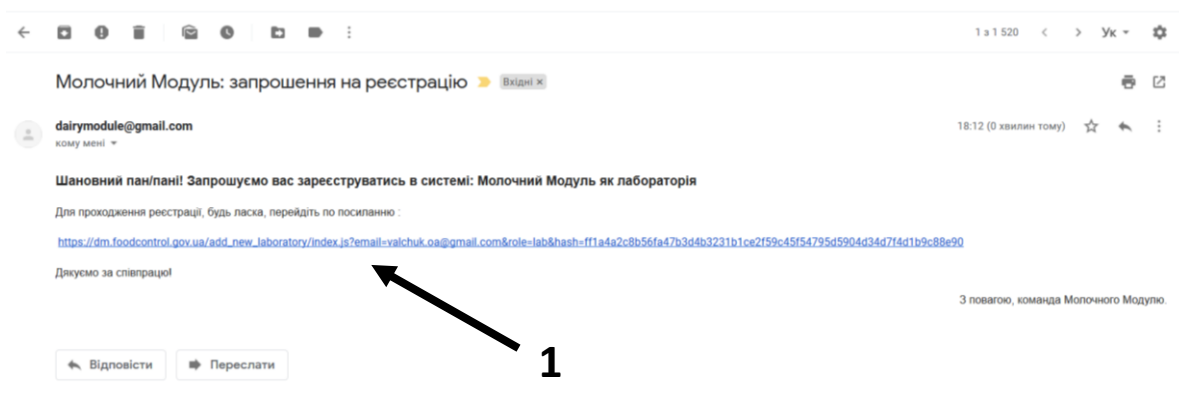 1 з 1 520
Ук
Молочний Модуль: запрошення на реєстрацію
Вхідні ×
dairymodule@gmail.com
18:12 (0 хвилин тому)
кому мені
Шановний пан/пані! Запрошуємо вас зареєструватись в системі: Молочний Модуль як лабораторія
Для проходження реєстрації, будь ласка, перейдіть по посиланню :
https://dm.foodcontrol.gov.ua/add_new_laboratory/index.js?email=valchuk.oa@gmail.com&role=lab&hash=ff1a4a2c8b56fa47b3d4b3231b1ce2f59c45f54795d5904d34d7f4d1b9c88e90
Дякуємо за співпрацю!
З повагою, команда Молочного Модулю.
1
Відповісти
Переслати